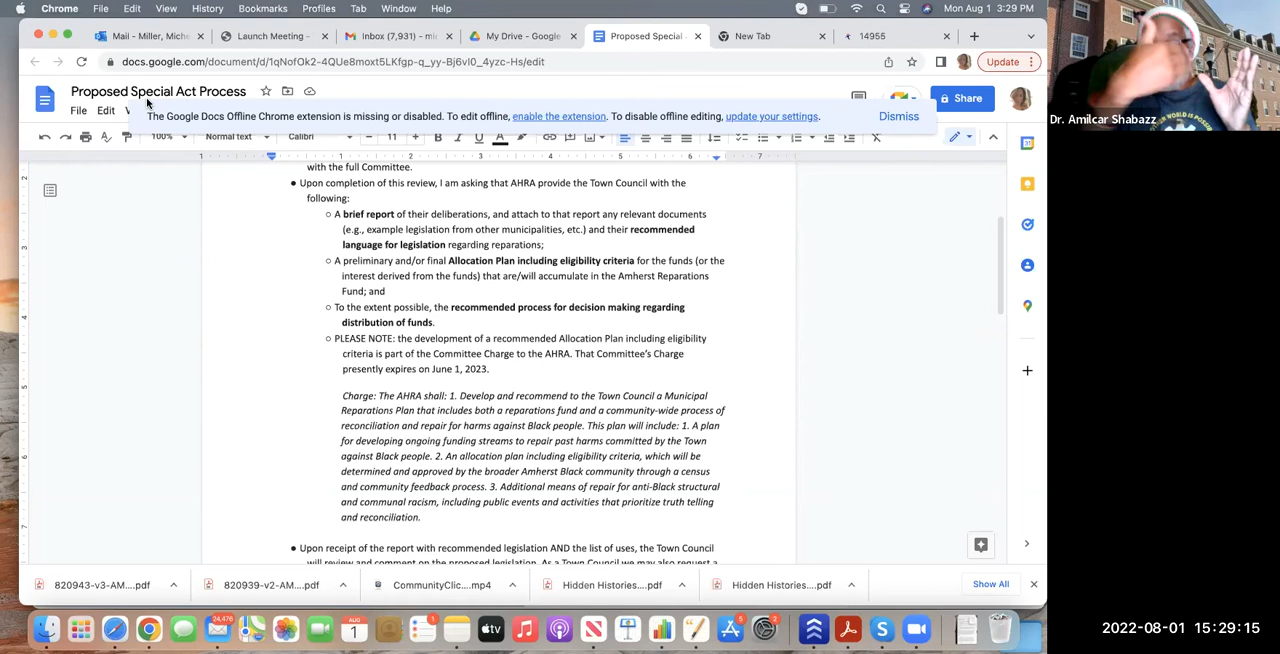 Chrome File Edit View History Bookmarks Profiles Tab Window Help Mon Aug 1 3:29 PM
Mail - Miller, Miche
Launch Meeting -
Inbox (7,931) - mi
My Drive - Google
Proposed Special
New Tab
14955
docs.google.com/document/d/1qNofOk2-4QUe8moxt5LKfgp-q_yy-Bj6vI0_4yzc-Hs/edit
Update
Proposed Special Act Process
File Edit V
The Google Docs Offline Chrome extension is missing or disabled. To edit offline, enable the extension. To disable offline editing, update your settings. Dismiss
Share
100% Normal text Calibri 11
with the full Committee.
● Upon completion of this review, I am asking that AHRA provide the Town Council with the
following:
○ A brief report of their deliberations, and attach to that report any relevant documents
(e.g., example legislation from other municipalities, etc.) and their recommended
language for legislation regarding reparations;
○ A preliminary and/or final Allocation Plan including eligibility criteria for the funds (or the
interest derived from the funds) that are/will accumulate in the Amherst Reparations
Fund; and
○ To the extent possible, the recommended process for decision making regarding
distribution of funds.
○ PLEASE NOTE: the development of a recommended Allocation Plan including eligibility
criteria is part of the Committee Charge to the AHRA. That Committee's Charge
presently expires on June 1, 2023.
Charge: The AHRA shall: 1. Develop and recommend to the Town Council a Municipal
Reparations Plan that includes both a reparations fund and a community-wide process of
reconciliation and repair for harms against Black people. This plan will include: 1. A plan
for developing ongoing funding streams to repair past harms committed by the Town
against Black people. 2. An allocation plan including eligibility criteria, which will be
determined and approved by the broader Amherst Black community through a census
and community feedback process. 3. Additional means of repair for anti-Black structural
and communal racism, including public events and activities that prioritize truth telling
and reconciliation.
● Upon receipt of the report with recommended legislation AND the list of uses, the Town Council
will review and comment on the proposed legislation. As a Town Council we may also request a
820943-v3-AM....pdf
820939-v2-AM....pdf
CommunityClic....mp4
Hidden Histories....pdf
Hidden Histories....pdf
Show All
Dr. Amilcar Shabazz
2022-08-01 15:29:15